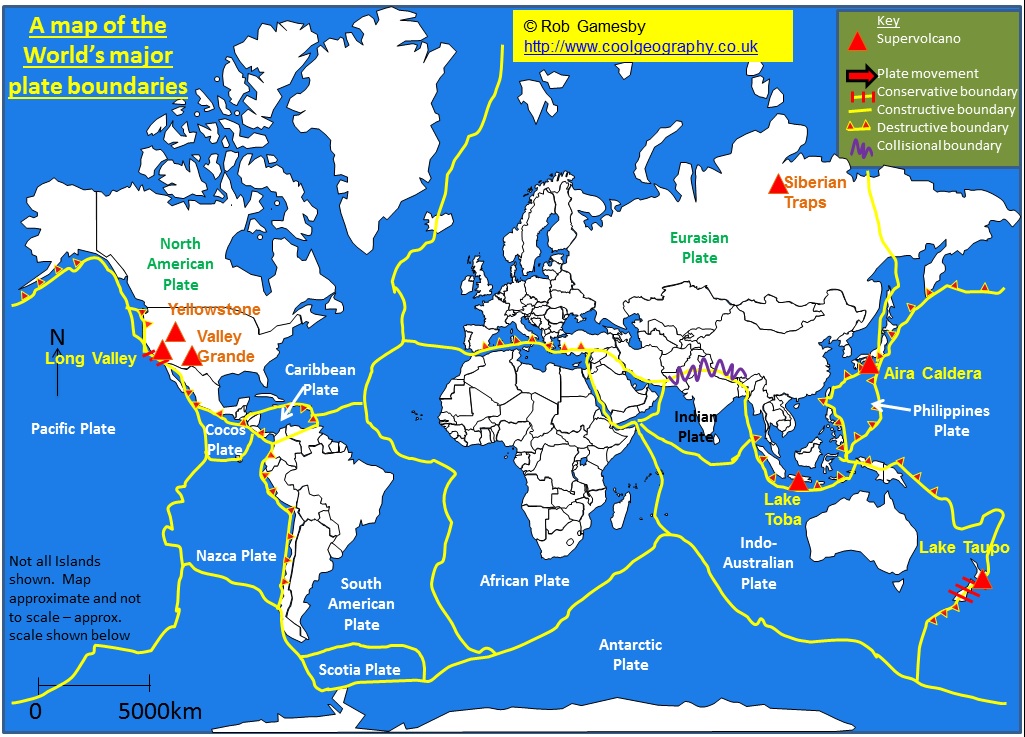 A map of the
World's major
plate boundaries
© Rob Gamesby
http://www.coolgeography.co.uk
Key
Supervolcano
Plate movement
Conservative boundary
Constructive boundary
Destructive boundary
Collisional boundary
Siberian
Traps
North
American
Plate
Eurasian
Plate
Yellowstone
Valley
Grande
N
Long Valley
Caribbean
Plate
Aira Caldera
Pacific Plate
Cocos
Plate
Indian
Plate
Philippines
Plate
Lake
Toba
Lake Taupo
Not all Islands
shown. Map
approximate and not
to scale – approx.
scale shown below
Nazca Plate
South
American
Plate
African Plate
Indo-
Australian
Plate
Antarctic
Plate
Scotia Plate
0
5000km